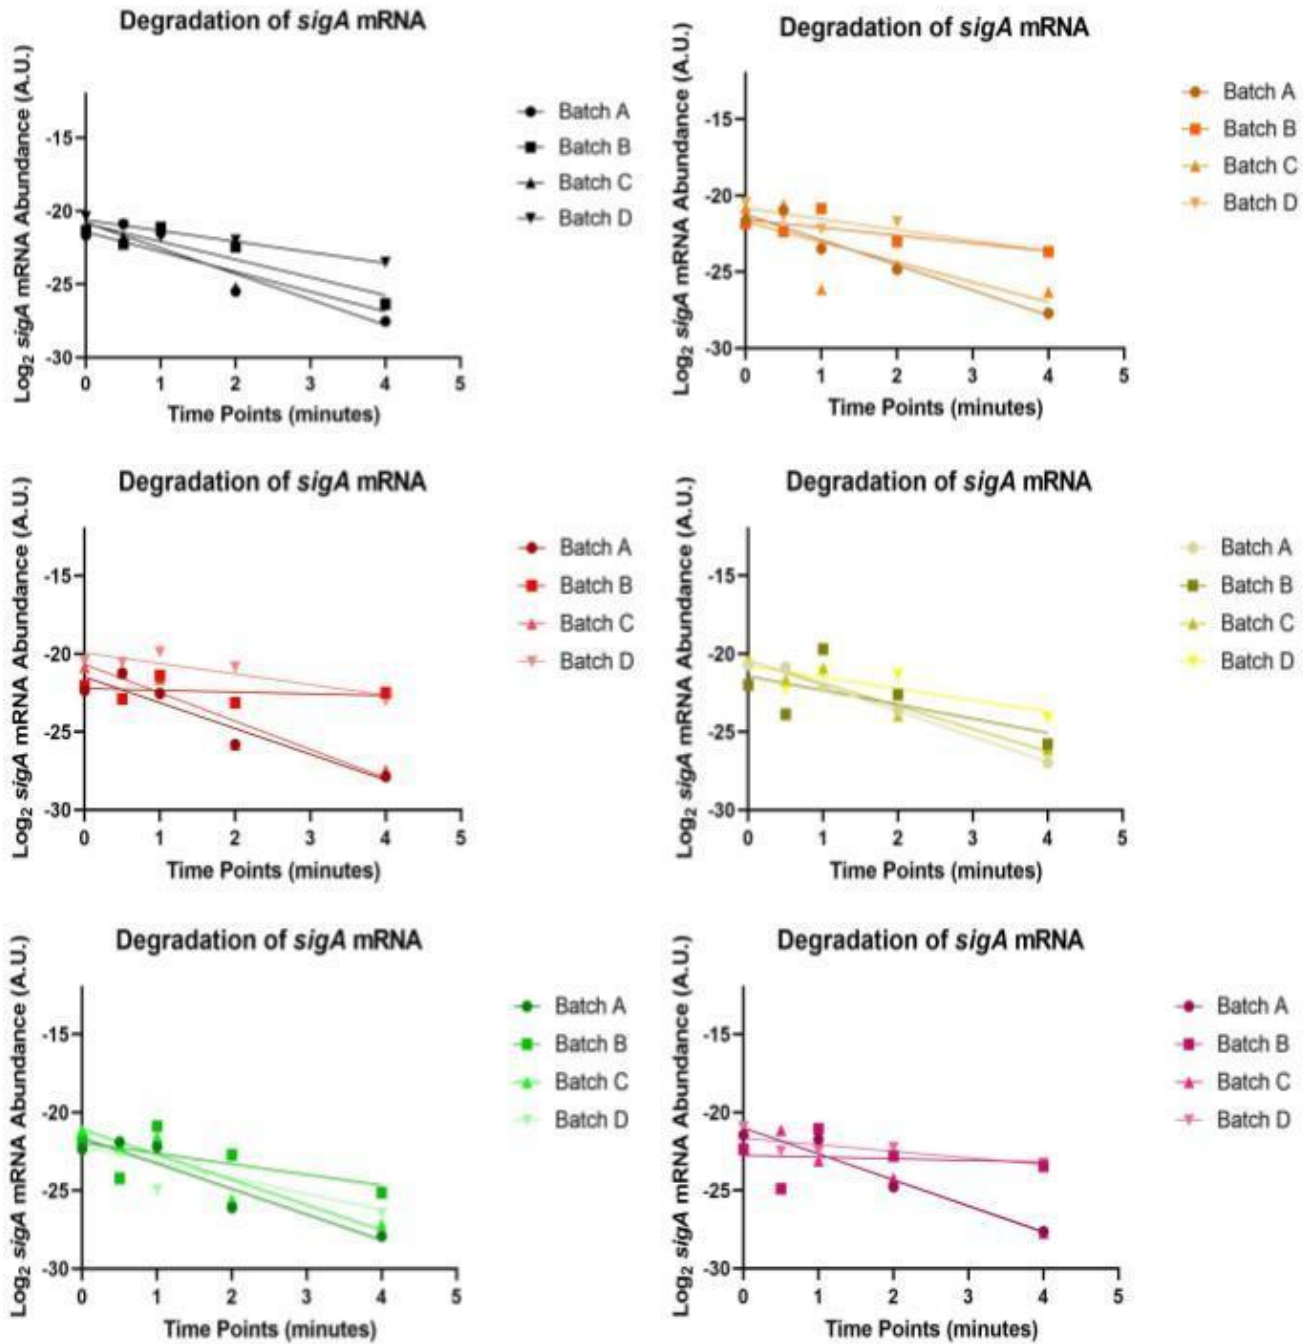 Degradation of sigA mRNA
Log₂ sigA mRNA Abundance (A.U.)
-15
-20
-25
-30
0 1 2 3 4 5
Time Points (minutes)
Batch A
Batch B
Batch C
Batch D
Degradation of sigA mRNA
Log₂ sigA mRNA Abundance (A.U.)
-15
-20
-25
-30
0 1 2 3 4 5
Time Points (minutes)
Batch A
Batch B
Batch C
Batch D
Degradation of sigA mRNA
Log₂ sigA mRNA Abundance (A.U.)
-15
-20
-25
-30
0 1 2 3 4 5
Time Points (minutes)
Batch A
Batch B
Batch C
Batch D
Degradation of sigA mRNA
Log₂ sigA mRNA Abundance (A.U.)
-15
-20
-25
-30
0 1 2 3 4 5
Time Points (minutes)
Batch A
Batch B
Batch C
Batch D
Degradation of sigA mRNA
Log₂ sigA mRNA Abundance (A.U.)
-15
-20
-25
-30
0 1 2 3 4 5
Time Points (minutes)
Batch A
Batch B
Batch C
Batch D
Degradation of sigA mRNA
Log₂ sigA mRNA Abundance (A.U.)
-15
-20
-25
-30
0 1 2 3 4 5
Time Points (minutes)
Batch A
Batch B
Batch C
Batch D